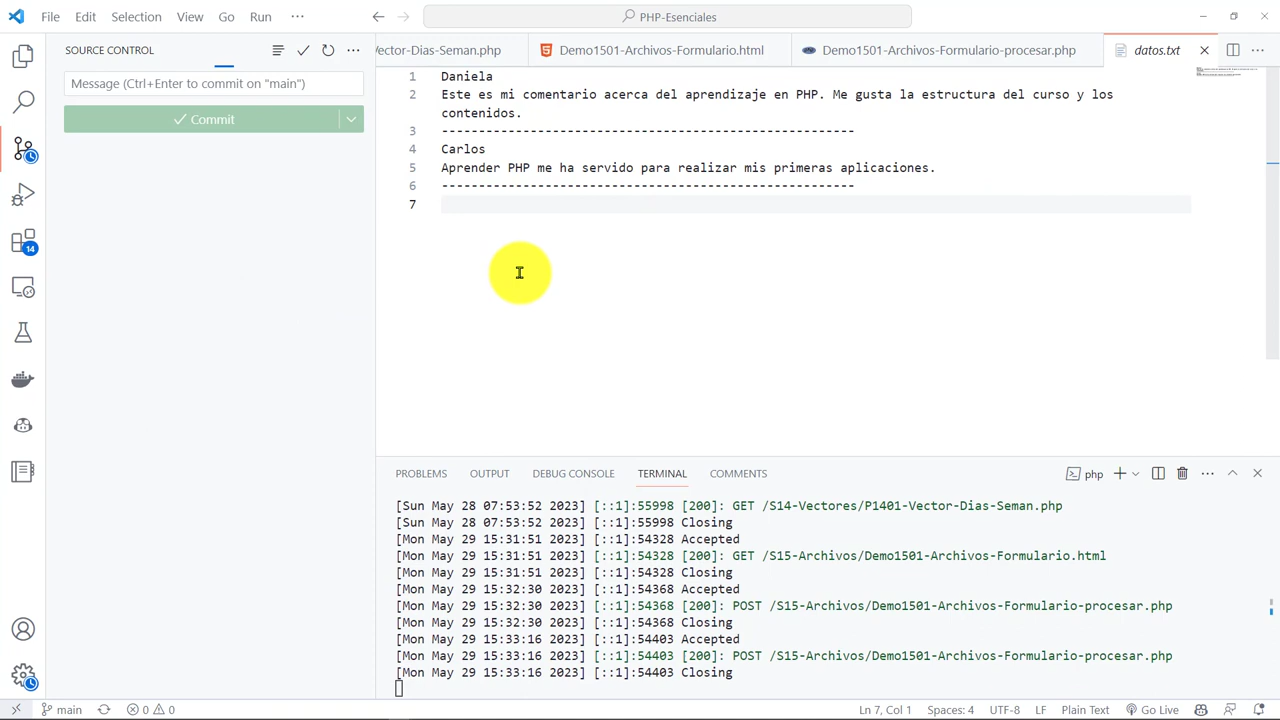 File Edit Selection View Go Run ··· PHP-Esenciales
SOURCE CONTROL
Vector-Dias-Seman.php Demo1501-Archivos-Formulario.html Demo1501-Archivos-Formulario-procesar.php datos.txt
Message (Ctrl+Enter to commit on "main")
Commit
1 Daniela
2 Este es mi comentario acerca del aprendizaje en PHP. Me gusta la estructura del curso y los
contenidos.
3 --------------------------------------------------------
4 Carlos
5 Aprender PHP me ha servido para realizar mis primeras aplicaciones.
6 --------------------------------------------------------
7
14
PROBLEMS OUTPUT DEBUG CONSOLE TERMINAL COMMENTS php
[Sun May 28 07:53:52 2023] [::1]:55998 [200]: GET /S14-Vectores/P1401-Vector-Dias-Seman.php
[Sun May 28 07:53:52 2023] [::1]:55998 Closing
[Mon May 29 15:31:51 2023] [::1]:54328 Accepted
[Mon May 29 15:31:51 2023] [::1]:54328 [200]: GET /S15-Archivos/Demo1501-Archivos-Formulario.html
[Mon May 29 15:31:51 2023] [::1]:54328 Closing
[Mon May 29 15:32:30 2023] [::1]:54368 Accepted
[Mon May 29 15:32:30 2023] [::1]:54368 [200]: POST /S15-Archivos/Demo1501-Archivos-Formulario-procesar.php
[Mon May 29 15:32:30 2023] [::1]:54368 Closing
[Mon May 29 15:33:16 2023] [::1]:54403 Accepted
[Mon May 29 15:33:16 2023] [::1]:54403 [200]: POST /S15-Archivos/Demo1501-Archivos-Formulario-procesar.php
[Mon May 29 15:33:16 2023] [::1]:54403 Closing
main 0 0 Ln 7, Col 1 Spaces: 4 UTF-8 LF Plain Text Go Live